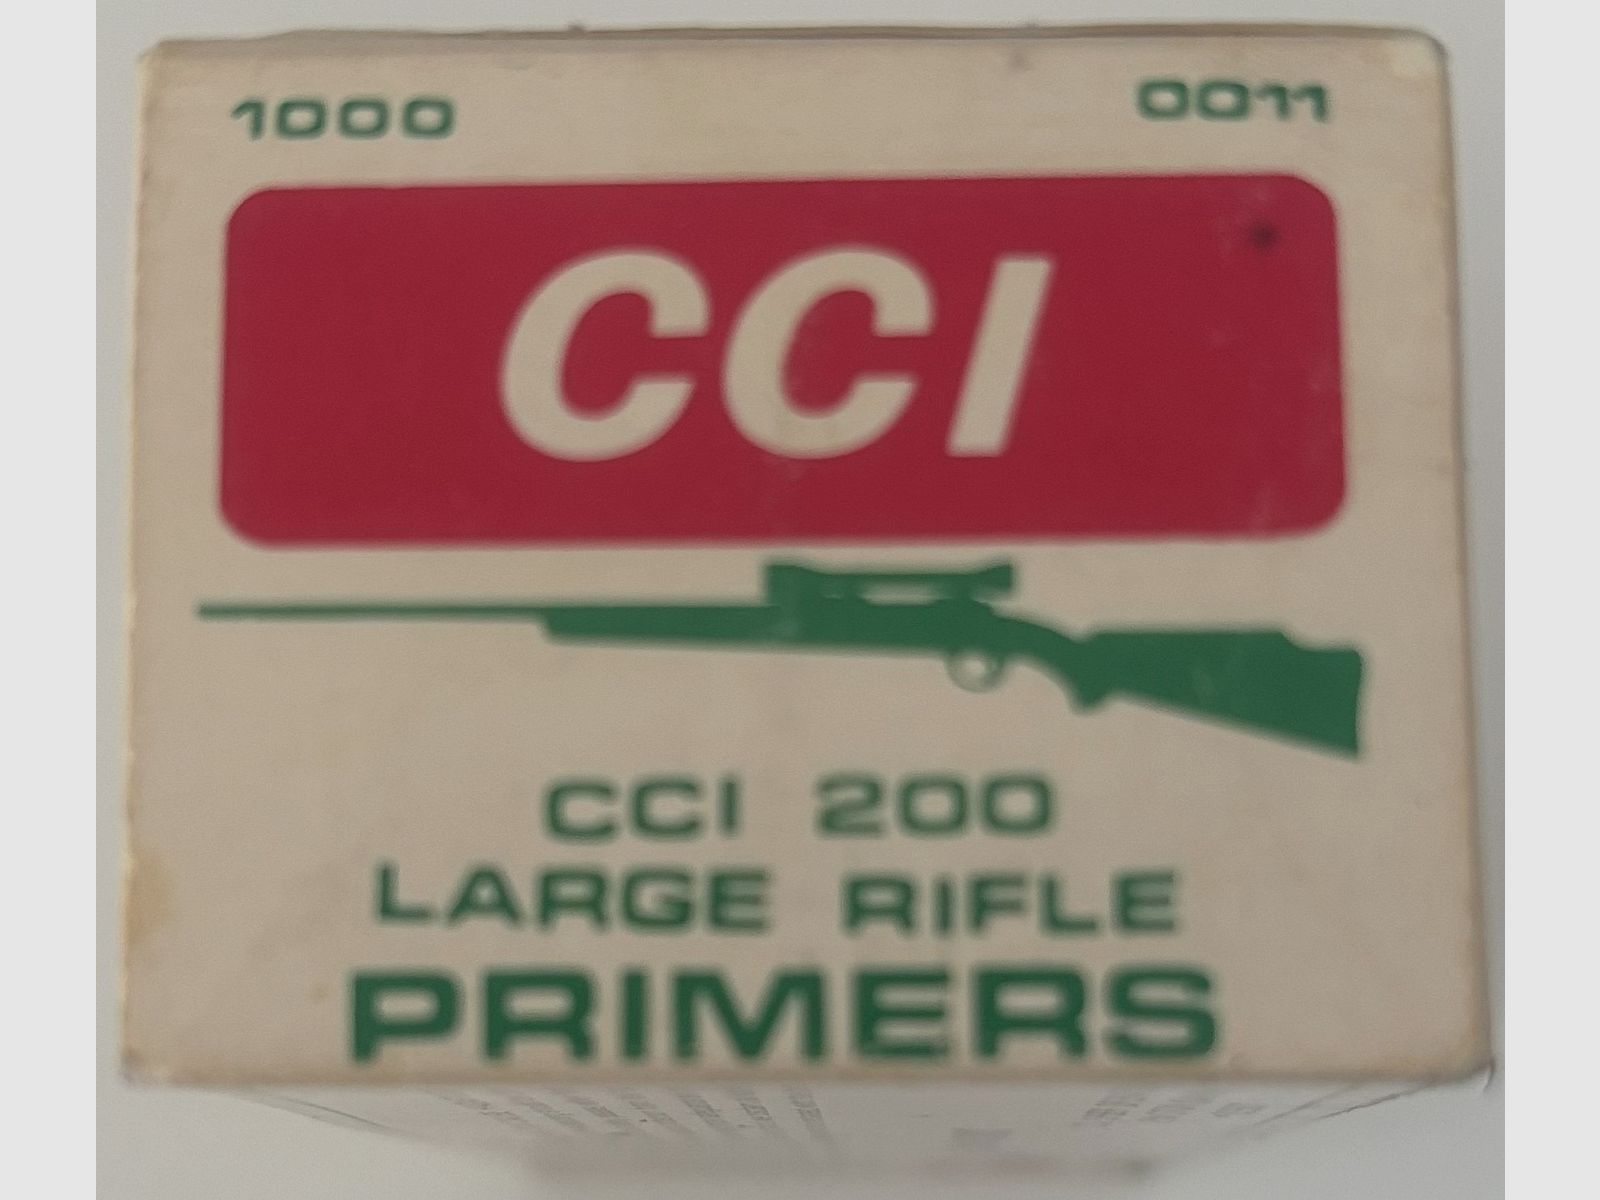 1000 0011
CCI
CCI 200
LARGE RIFLE
PRIMERS